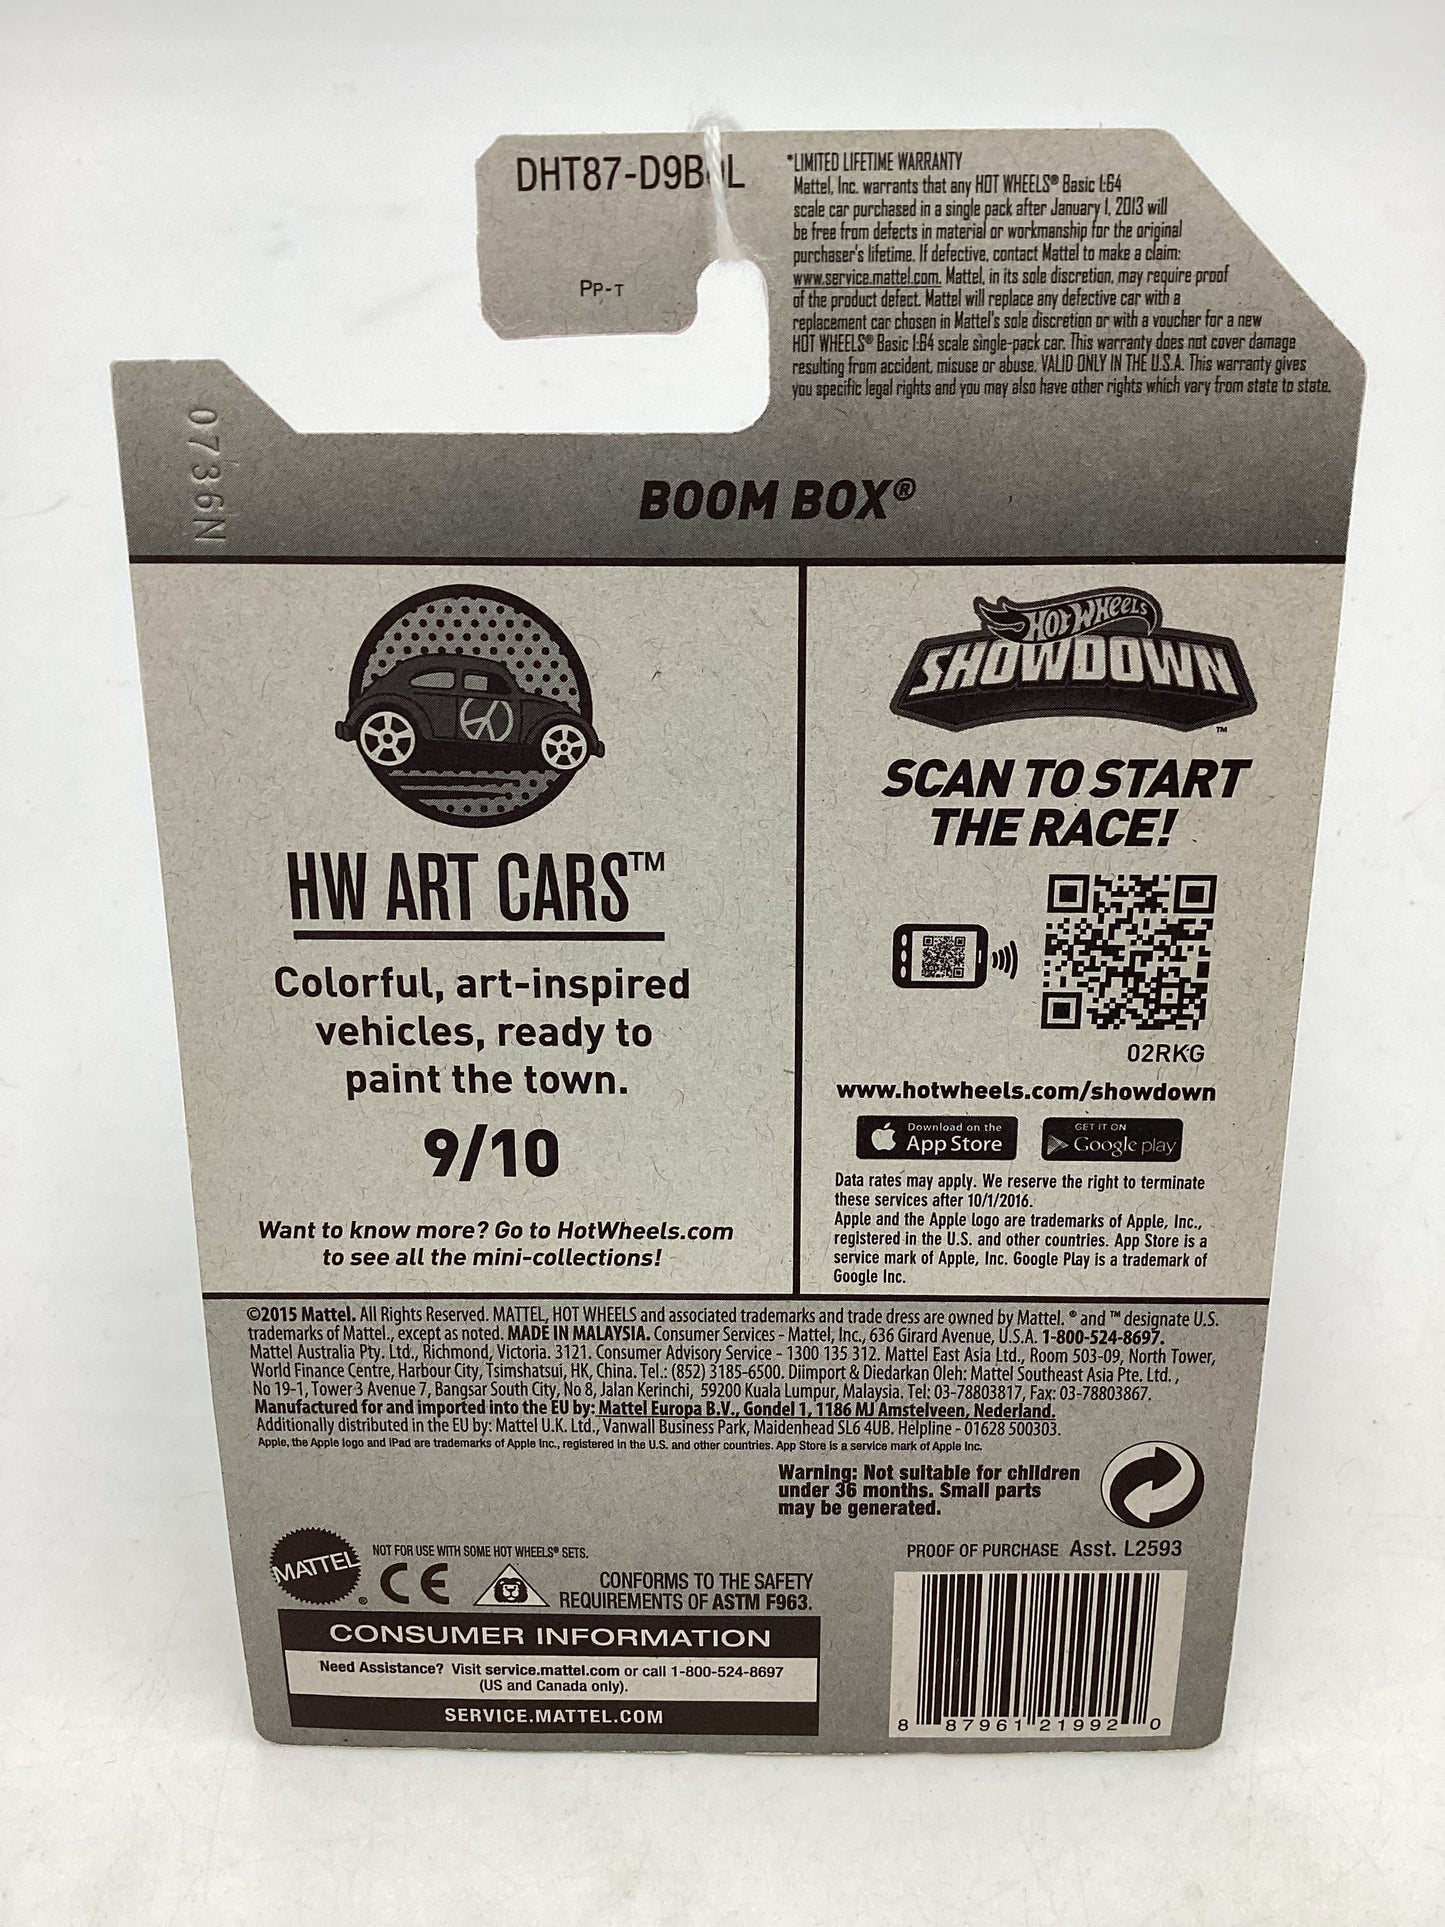 DHT87-D9B
L
PP-T
*LIMITED LIFETIME WARRANTY
Mattel, Inc. warrants that any HOT WHEELS® Basic 1:64
scale car purchased in a single pack after January 1, 2013 will
be free from defects in material or workmanship for the original
purchaser's lifetime. If defective, contact Mattel to make a claim:
www.service.mattel.com. Mattel, in its sole discretion, may require proof
of the product defect. Mattel will replace any defective car with a
replacement car chosen in Mattel's sole discretion or with a voucher for a new
HOT WHEELS® Basic 1:64 scale single-pack car. This warranty does not cover damage
resulting from accident, misuse or abuse. VALID ONLY IN THE U.S.A. This warranty gives
you specific legal rights and you may also have other rights which vary from state to state.
0736N
BOOM BOX®
HW ART CARS™
Colorful, art-inspired
vehicles, ready to
paint the town.
9/10
Want to know more? Go to HotWheels.com
to see all the mini-collections!
HOT WHEELS
SHOWDOWN™
SCAN TO START
THE RACE!
02RKG
www.hotwheels.com/showdown
Download on the
App Store
GET IT ON
Google play
Data rates may apply. We reserve the right to terminate
these services after 10/1/2016.
Apple and the Apple logo are trademarks of Apple, Inc.,
registered in the U.S. and other countries. App Store is a
service mark of Apple, Inc. Google Play is a trademark of
Google Inc.
©2015 Mattel. All Rights Reserved. MATTEL, HOT WHEELS and associated trademarks and trade dress are owned by Mattel. ® and ™ designate U.S.
trademarks of Mattel., except as noted. MADE IN MALAYSIA. Consumer Services - Mattel, Inc., 636 Girard Avenue, U.S.A. 1-800-524-8697.
Mattel Australia Pty. Ltd., Richmond, Victoria. 3121. Consumer Advisory Service - 1300 135 312. Mattel East Asia Ltd., Room 503-09, North Tower,
World Finance Centre, Harbour City, Tsimshatsui, HK, China. Tel.: (852) 3185-6500. Diimport & Diedarkan Oleh: Mattel Southeast Asia Pte. Ltd.,
No 19-1, Tower 3 Avenue 7, Bangsar South City, No 8, Jalan Kerinchi, 59200 Kuala Lumpur, Malaysia. Tel: 03-78803817, Fax: 03-78803867.
Manufactured for and imported into the EU by: Mattel Europa B.V., Gondel 1, 1186 MJ Amstelveen, Nederland.
Additionally distributed in the EU by: Mattel U.K. Ltd., Vanwall Business Park, Maidenhead SL6 4UB. Helpline - 01628 500303.
Apple, the Apple logo and iPad are trademarks of Apple Inc., registered in the U.S. and other countries. App Store is a service mark of Apple Inc.
Warning: Not suitable for children
under 36 months. Small parts
may be generated.
MATTEL®
NOT FOR USE WITH SOME HOT WHEELS® SETS.
CE
CONFORMS TO THE SAFETY
REQUIREMENTS OF ASTM F963.
PROOF OF PURCHASE Asst. L2593
CONSUMER INFORMATION
Need Assistance? Visit service.mattel.com or call 1-800-524-8697
(US and Canada only).
SERVICE.MATTEL.COM
8 87961 21992 0